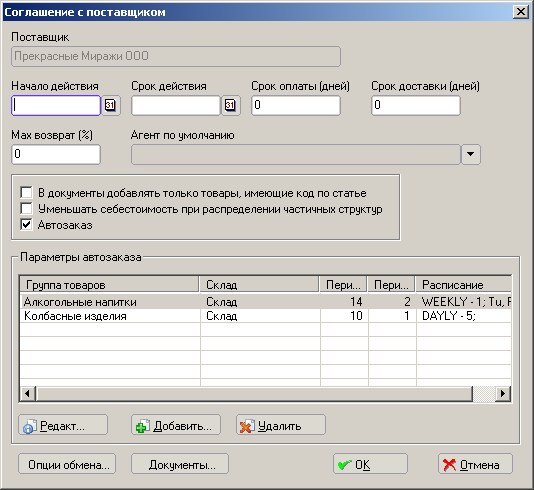 Соглашение с поставщиком
Поставщик
Прекрасные Миражи ООО
Начало действия Срок действия Срок оплаты (дней) Срок доставки (дней)
31 31 0 0
Мах возврат (%) Агент по умолчанию
0
В документы добавлять только товары, имеющие код по статье
Уменьшать себестоимость при распределении частичных структур
Автозаказ
Параметры автозаказа
Группа товаров Склад Пери... Пери... Расписание
Алкогольные напитки Склад 14 2 WEEKLY - 1; Tu, F
Колбасные изделия Склад 10 1 DAYLY - 5;
Редакт... Добавить... Удалить
Опции обмена... Документы... OK Отмена